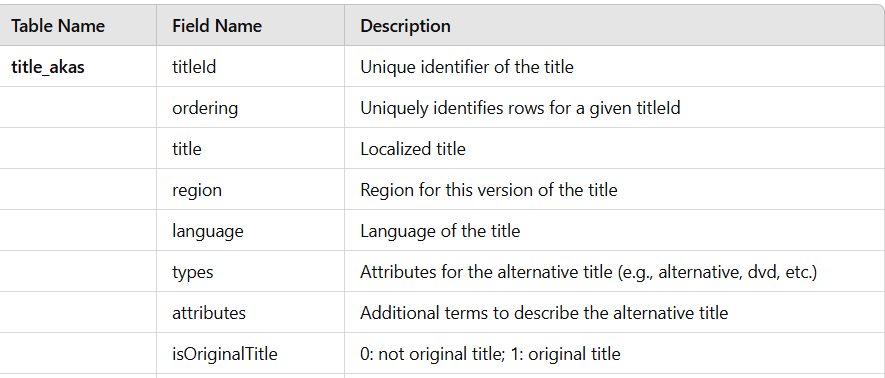 Table Name Field Name Description
title_akas titleId Unique identifier of the title
ordering Uniquely identifies rows for a given titleId
title Localized title
region Region for this version of the title
language Language of the title
types Attributes for the alternative title (e.g., alternative, dvd, etc.)
attributes Additional terms to describe the alternative title
isOriginalTitle 0: not original title; 1: original title